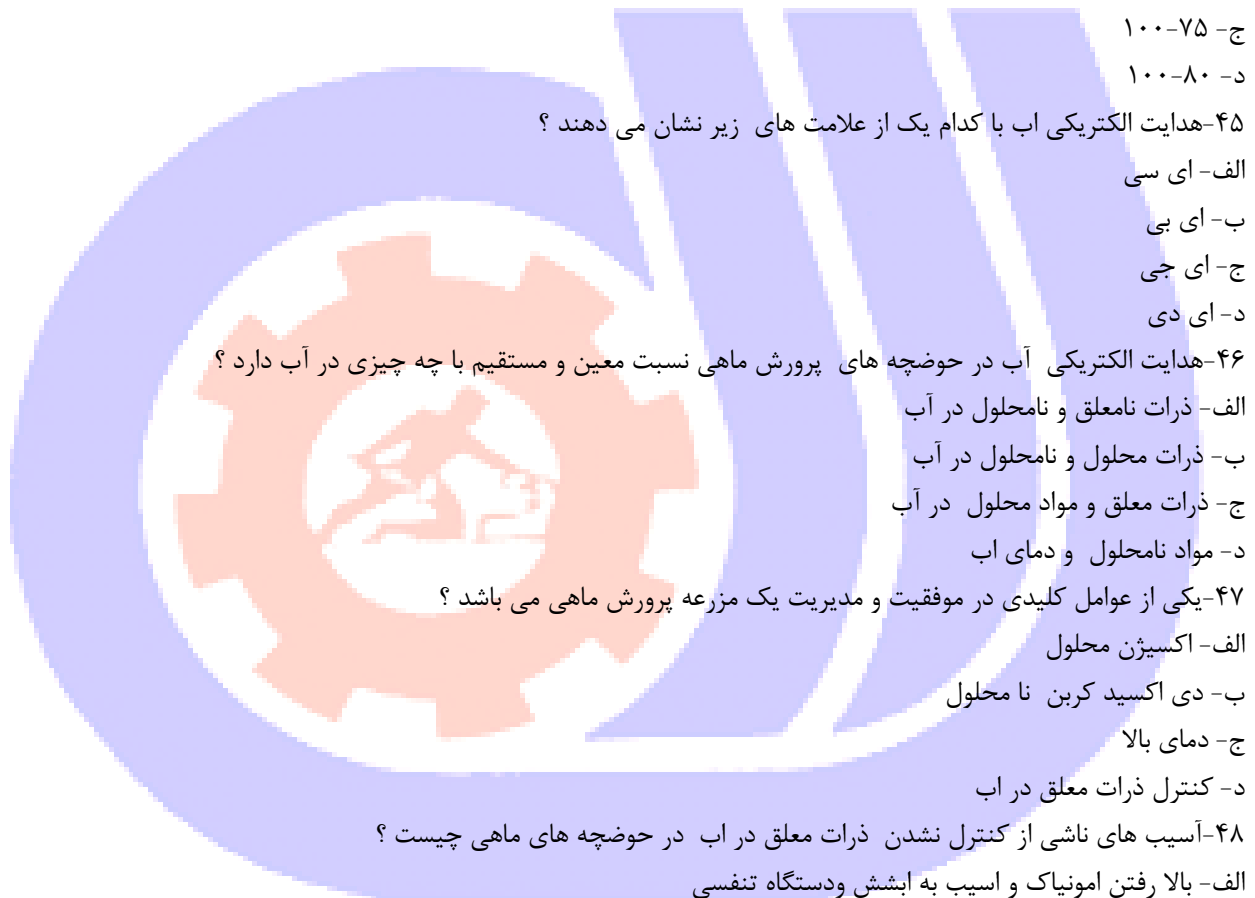 ج- ۷۵-۱۰۰
د- ۸۰-۱۰۰
۴۵-هدایت الکتریکی اب با کدام یک از علامت های زیر نشان می دهند ؟
الف- ای سی
ب- ای بی
ج- ای جی
د- ای دی
۴۶-هدایت الکتریکی آب در حوضچه های پرورش ماهی نسبت معین و مستقیم با چه چیزی در آب دارد ؟
الف- ذرات نامعلق و نامحلول در آب
ب- ذرات محلول و نامحلول در آب
ج- ذرات معلق و مواد محلول در آب
د- مواد نامحلول و دمای اب
۴۷-یکی از عوامل کلیدی در موفقیت و مدیریت یک مزرعه پرورش ماهی می باشد ؟
الف- اکسیژن محلول
ب- دی اکسید کربن نا محلول
ج- دمای بالا
د- کنترل ذرات معلق در اب
۴۸-آسیب های ناشی از کنترل نشدن ذرات معلق در اب در حوضچه های ماهی چیست ؟
الف- بالا رفتن امونیاک و اسیب به ابشش ودستگاه تنفسی